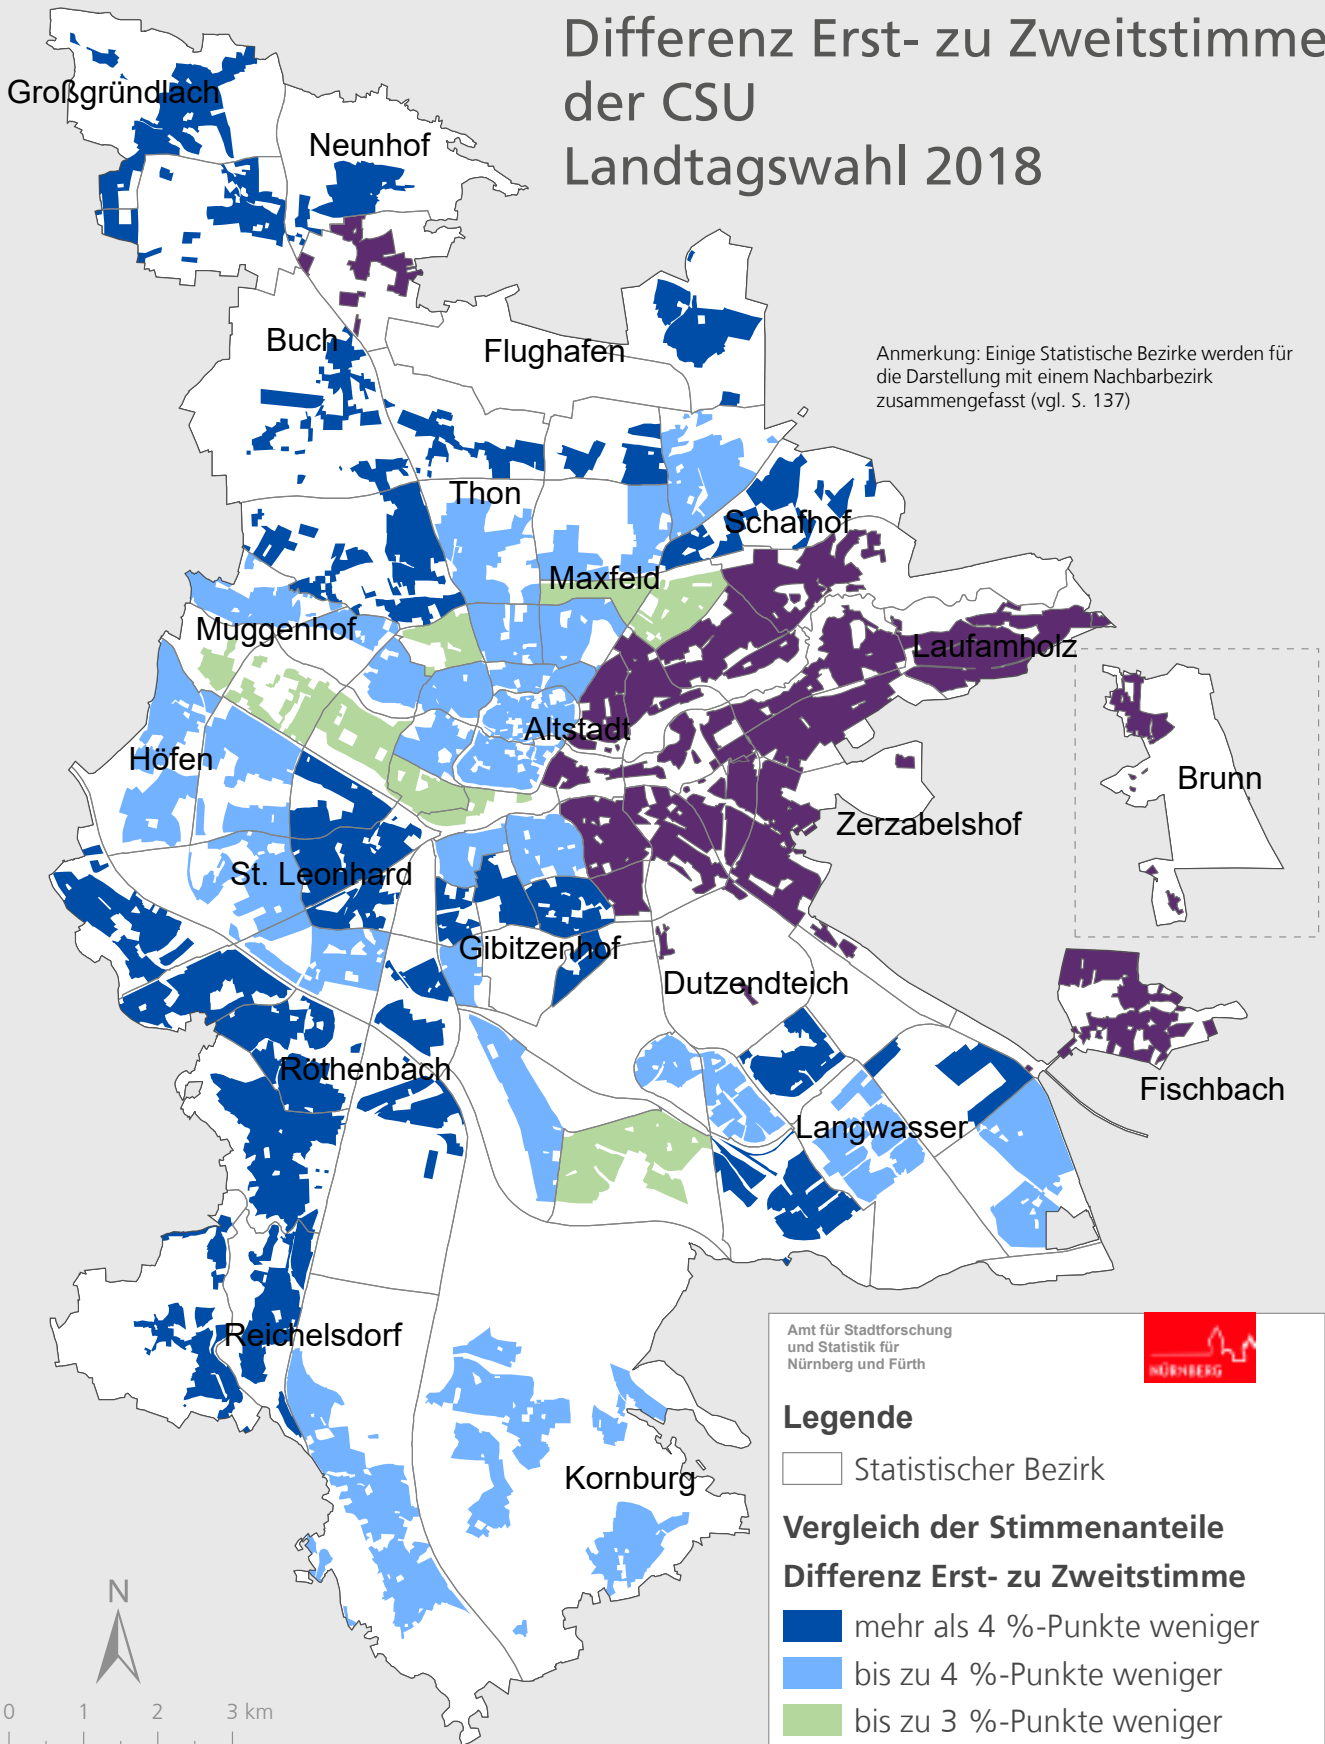 Differenz Erst- zu Zweitstimme
der CSU
Landtagswahl 2018
Großgründlach
Neunhof
Buch
Flughafen
Anmerkung: Einige Statistische Bezirke werden für
die Darstellung mit einem Nachbarbezirk
zusammengefasst (vgl. S. 137)
Thon
Schafhof
Maxfeld
Muggenhof
Laufamholz
Altstadt
Höfen
Brunn
Zerzabelshof
St. Leonhard
Gibitzenhof
Dutzendteich
Röthenbach
Fischbach
Langwasser
Reichelsdorf
Kornburg
Amt für Stadtforschung
und Statistik für
Nürnberg und Fürth
NÜRNBERG
Legende
Statistischer Bezirk
Vergleich der Stimmenanteile
Differenz Erst- zu Zweitstimme
mehr als 4 %-Punkte weniger
bis zu 4 %-Punkte weniger
bis zu 3 %-Punkte weniger
N
0 1 2 3 km